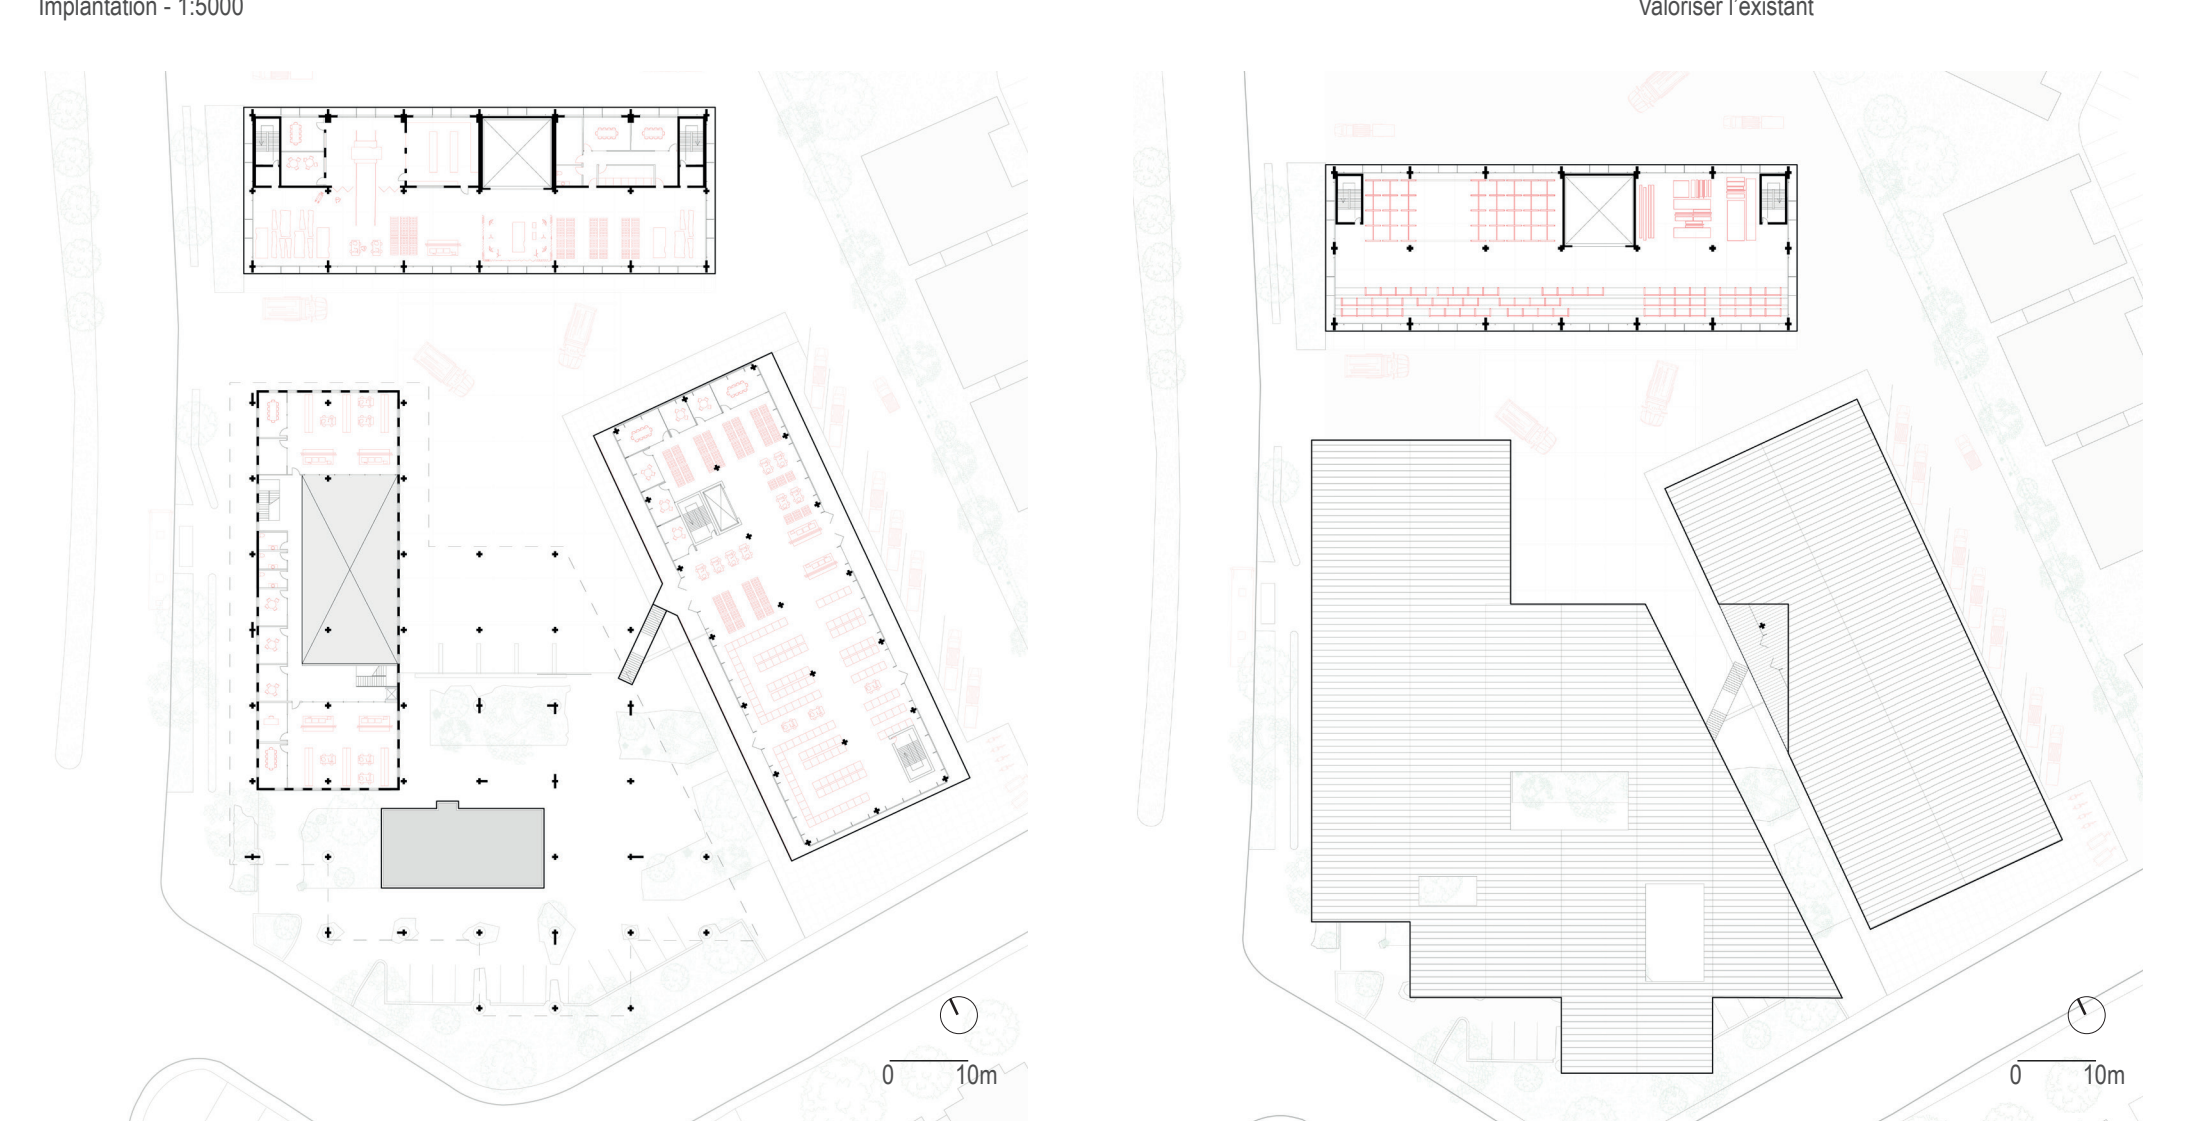 Implantation - 1:5000
Valoriser l'existant
0 10m
0 10m